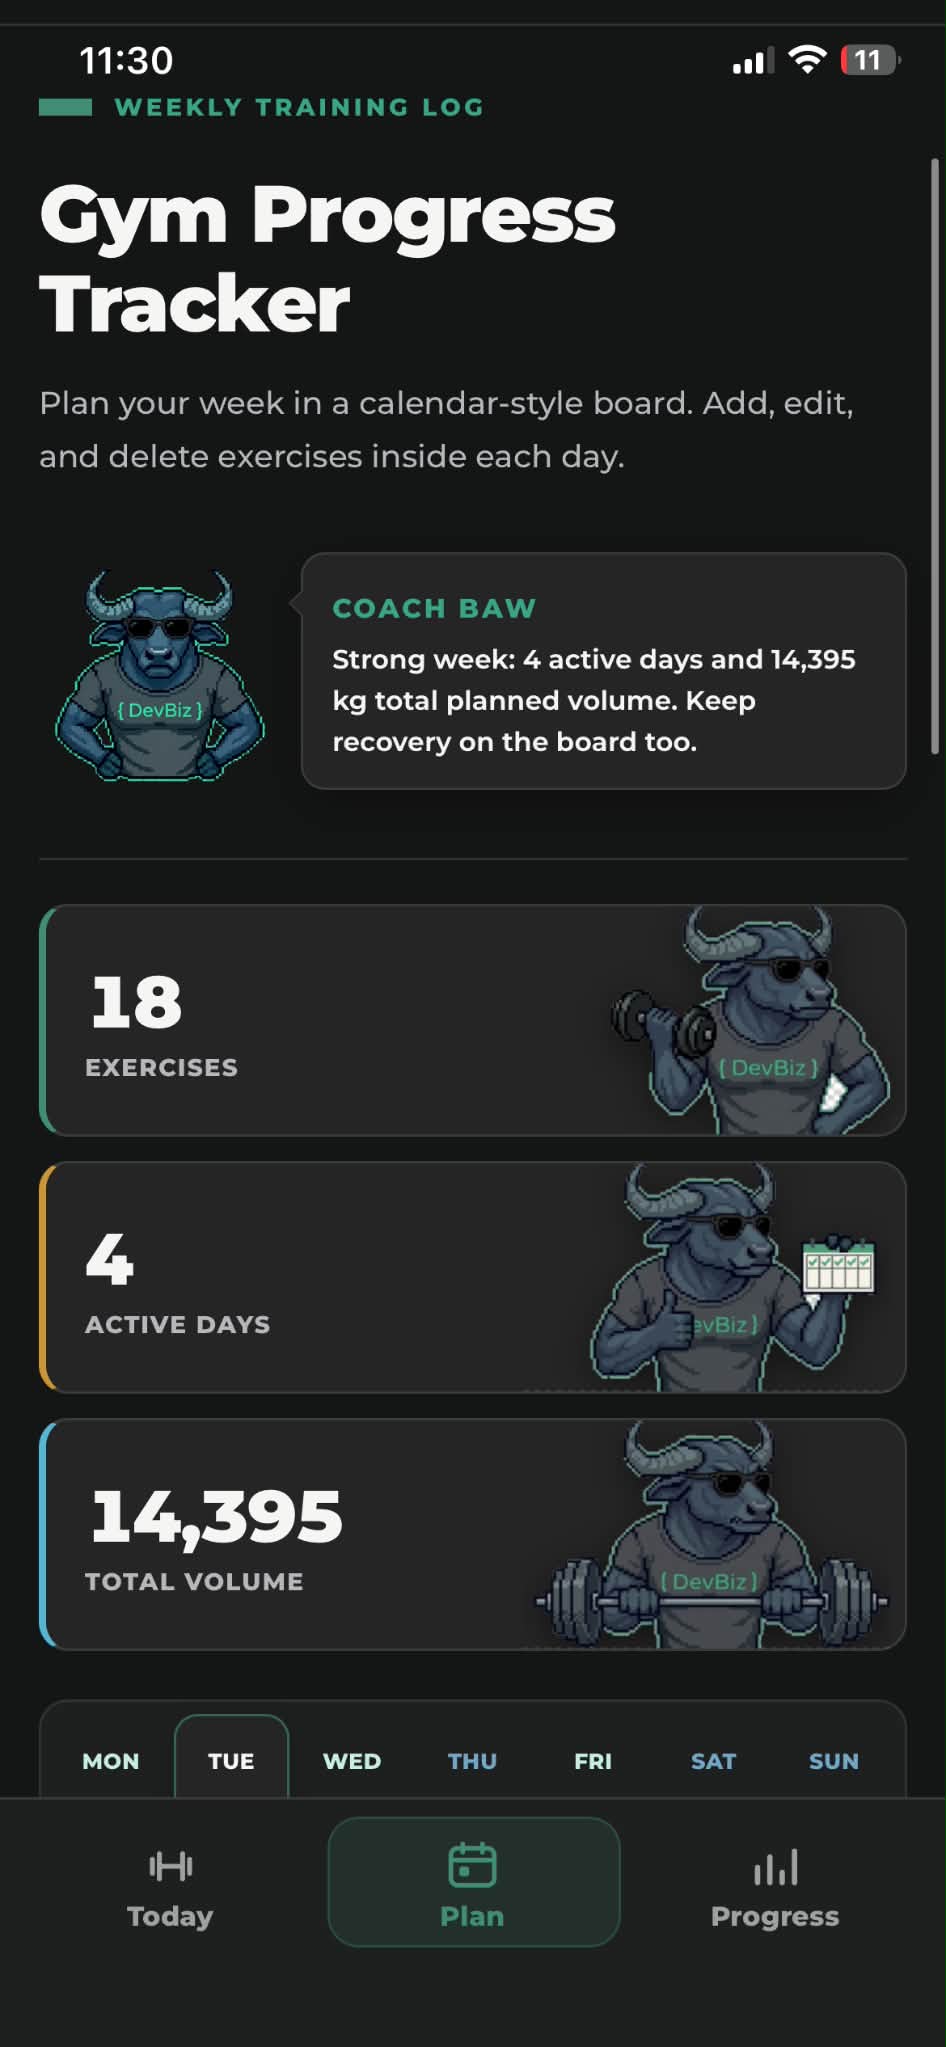 11:30
11
WEEKLY TRAINING LOG
Gym Progress
Tracker
Plan your week in a calendar-style board. Add, edit,
and delete exercises inside each day.
{ DevBiz }
COACH BAW
Strong week: 4 active days and 14,395
kg total planned volume. Keep
recovery on the board too.
18
EXERCISES
{ DevBiz }
4
ACTIVE DAYS
evBiz }
14,395
TOTAL VOLUME
{ DevBiz }
MON TUE WED THU FRI SAT SUN
Today Plan Progress